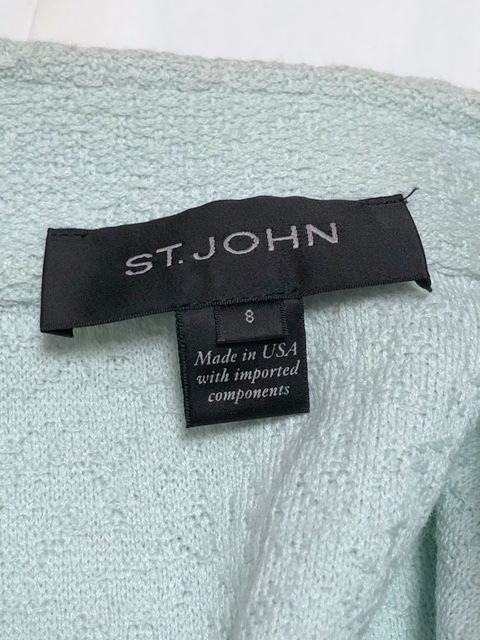 ST. JOHN
8
Made in USA
with imported
components